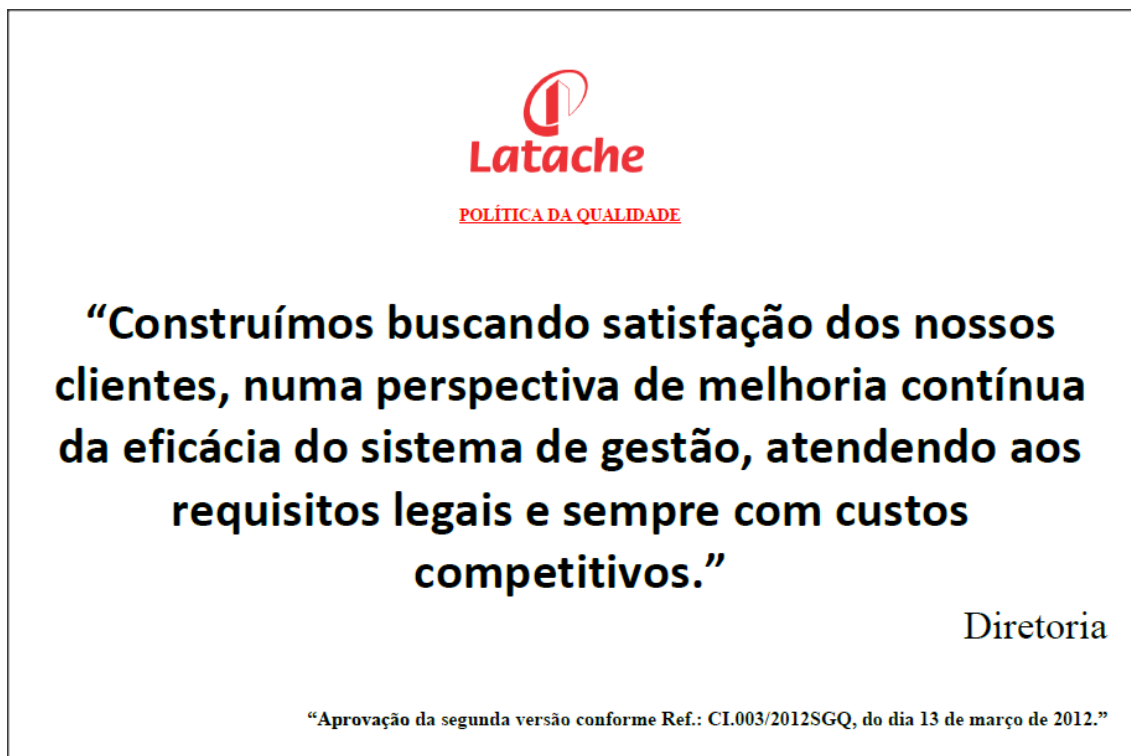 Latache
POLÍTICA DA QUALIDADE
“Construímos buscando satisfação dos nossos
clientes, numa perspectiva de melhoria contínua
da eficácia do sistema de gestão, atendendo aos
requisitos legais e sempre com custos
competitivos.”
Diretoria
“Aprovação da segunda versão conforme Ref.: CI.003/2012SGQ, do dia 13 de março de 2012.”